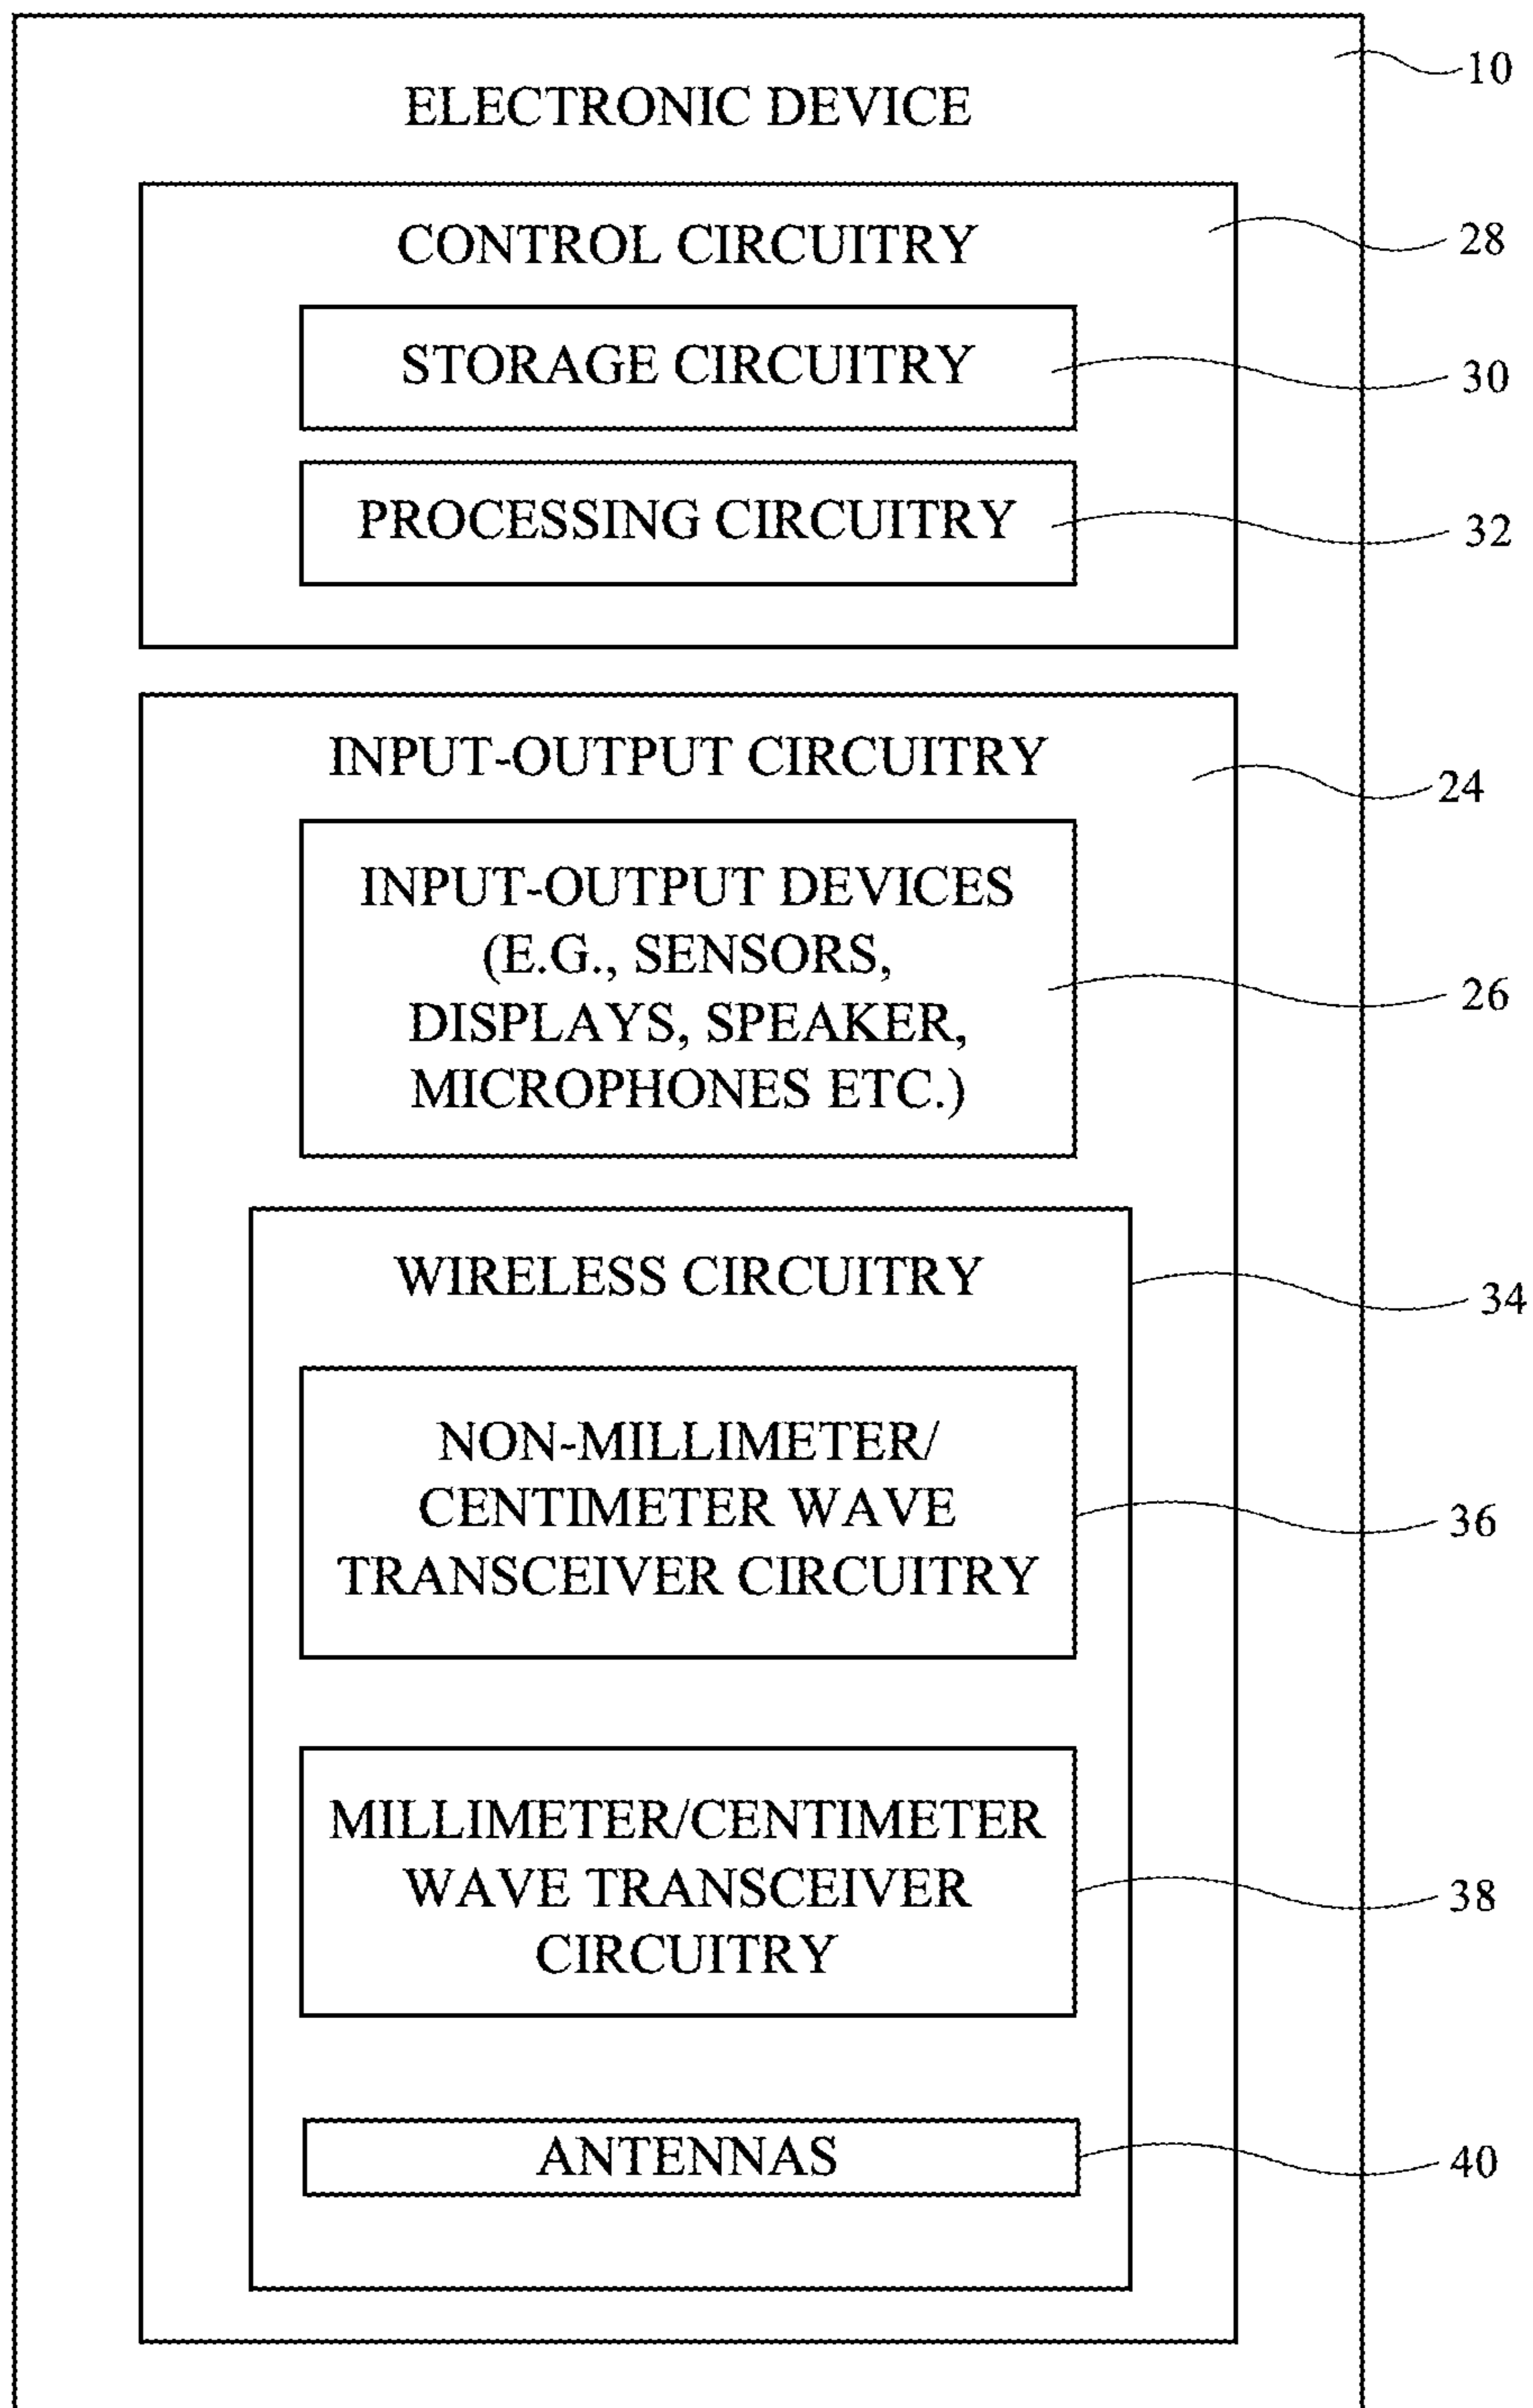 10
ELECTRONIC DEVICE
CONTROL CIRCUITRY
28
STORAGE CIRCUITRY
30
PROCESSING CIRCUITRY
32
INPUT-OUTPUT CIRCUITRY
24
INPUT-OUTPUT DEVICES
(E.G., SENSORS,
DISPLAYS, SPEAKER,
MICROPHONES ETC.)
26
WIRELESS CIRCUITRY
34
NON-MILLIMETER/
CENTIMETER WAVE
TRANSCEIVER CIRCUITRY
36
MILLIMETER/CENTIMETER
WAVE TRANSCEIVER
CIRCUITRY
38
ANTENNAS
40